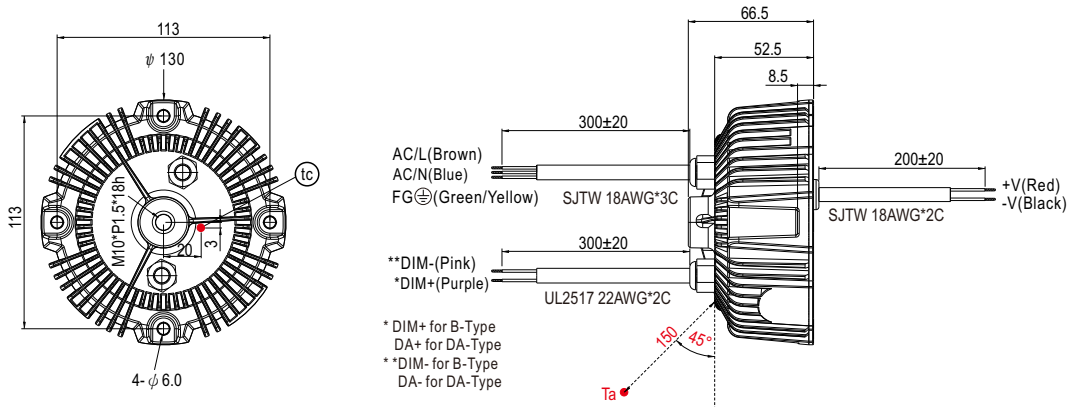 113
ψ 130
113
M10*P1.5*18h
tc
20
3
4- ϕ 6.0
66.5
52.5
8.5
300±20
AC/L(Brown)
AC/N(Blue)
FG⏚(Green/Yellow)
SJTW 18AWG*3C
200±20
+V(Red)
-V(Black)
SJTW 18AWG*2C
300±20
**DIM-(Pink)
*DIM+(Purple)
UL2517 22AWG*2C
* DIM+ for B-Type
DA+ for DA-Type
* *DIM- for B-Type
DA- for DA-Type
150
45°
Ta